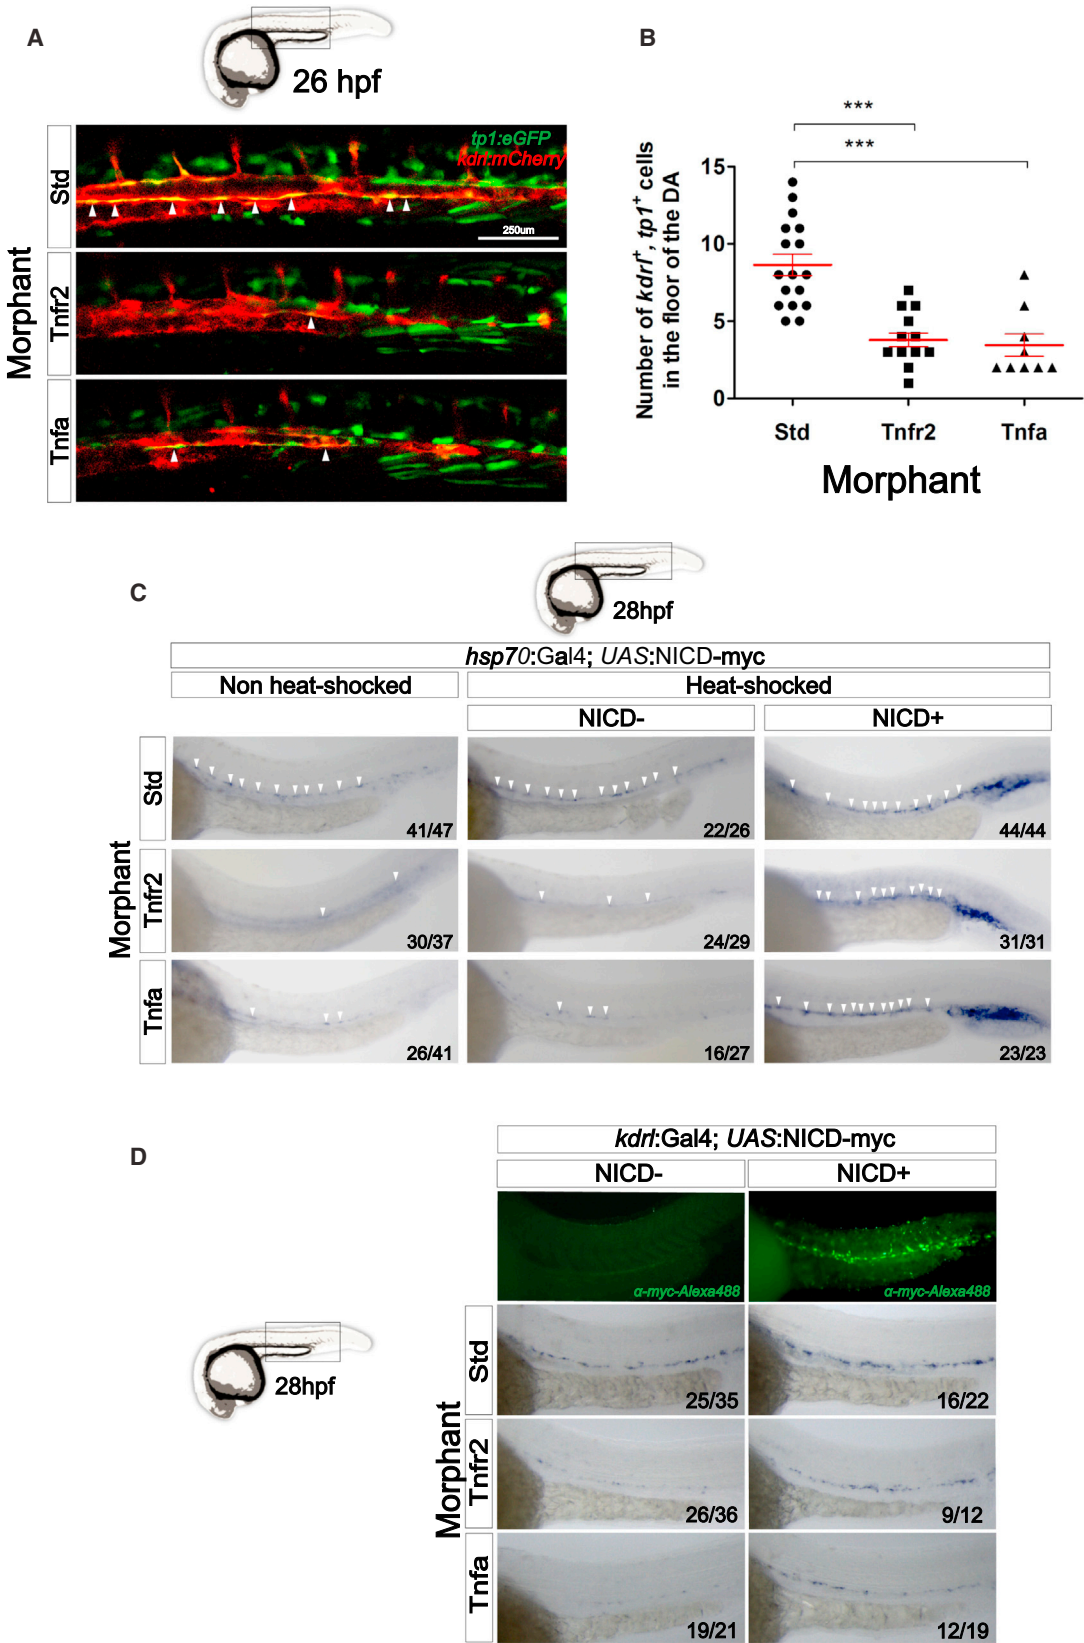 A
26 hpf
Morphant
Std
tp1:eGFP
kdrl:mCherry
250um
Tnfr2
Tnfa
B
*** 
***
Number of kdrl+, tp1+ cells
in the floor of the DA
15
10
5
0
Std Tnfr2 Tnfa
Morphant
C
28hpf
hsp70:Gal4; UAS:NICD-myc
Non heat-shocked Heat-shocked
NICD- NICD+
Morphant
Std
41/47 22/26 44/44
Tnfr2
30/37 24/29 31/31
Tnfa
26/41 16/27 23/23
D
28hpf
kdrl:Gal4; UAS:NICD-myc
NICD- NICD+
α-myc-Alexa488 α-myc-Alexa488
Morphant
Std
25/35 16/22
Tnfr2
26/36 9/12
Tnfa
19/21 12/19